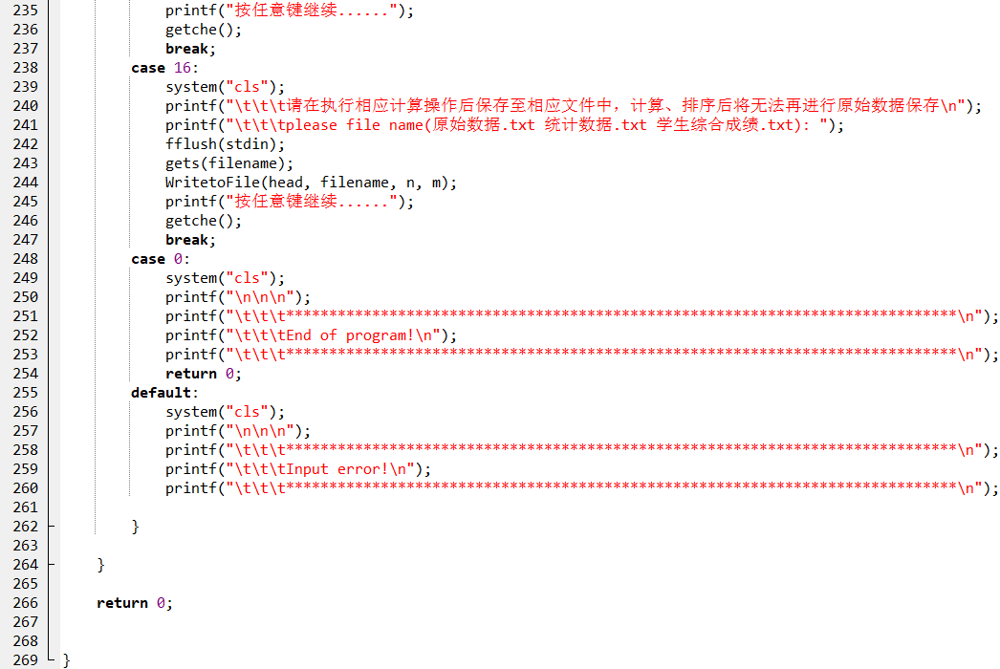 235 printf("按任意键继续......");
236 getche();
237 break;
238 case 16:
239 system("cls");
240 printf("\t\t\t请在执行相应计算操作后保存至相应文件中，计算、排序后将无法再进行原始数据保存\n");
241 printf("\t\t\tplease file name(原始数据.txt 统计数据.txt 学生综合成绩.txt): ");
242 fflush(stdin);
243 gets(filename);
244 WritetoFile(head, filename, n, m);
245 printf("按任意键继续......");
246 getche();
247 break;
248 case 0:
249 system("cls");
250 printf("\n\n\n");
251 printf("\t\t\t******************************************************************************\n");
252 printf("\t\t\tEnd of program!\n");
253 printf("\t\t\t******************************************************************************\n");
254 return 0;
255 default:
256 system("cls");
257 printf("\n\n\n");
258 printf("\t\t\t******************************************************************************\n");
259 printf("\t\t\tInput error!\n");
260 printf("\t\t\t******************************************************************************\n");
261
262 }
263
264 }
265
266 return 0;
267
268
269 }